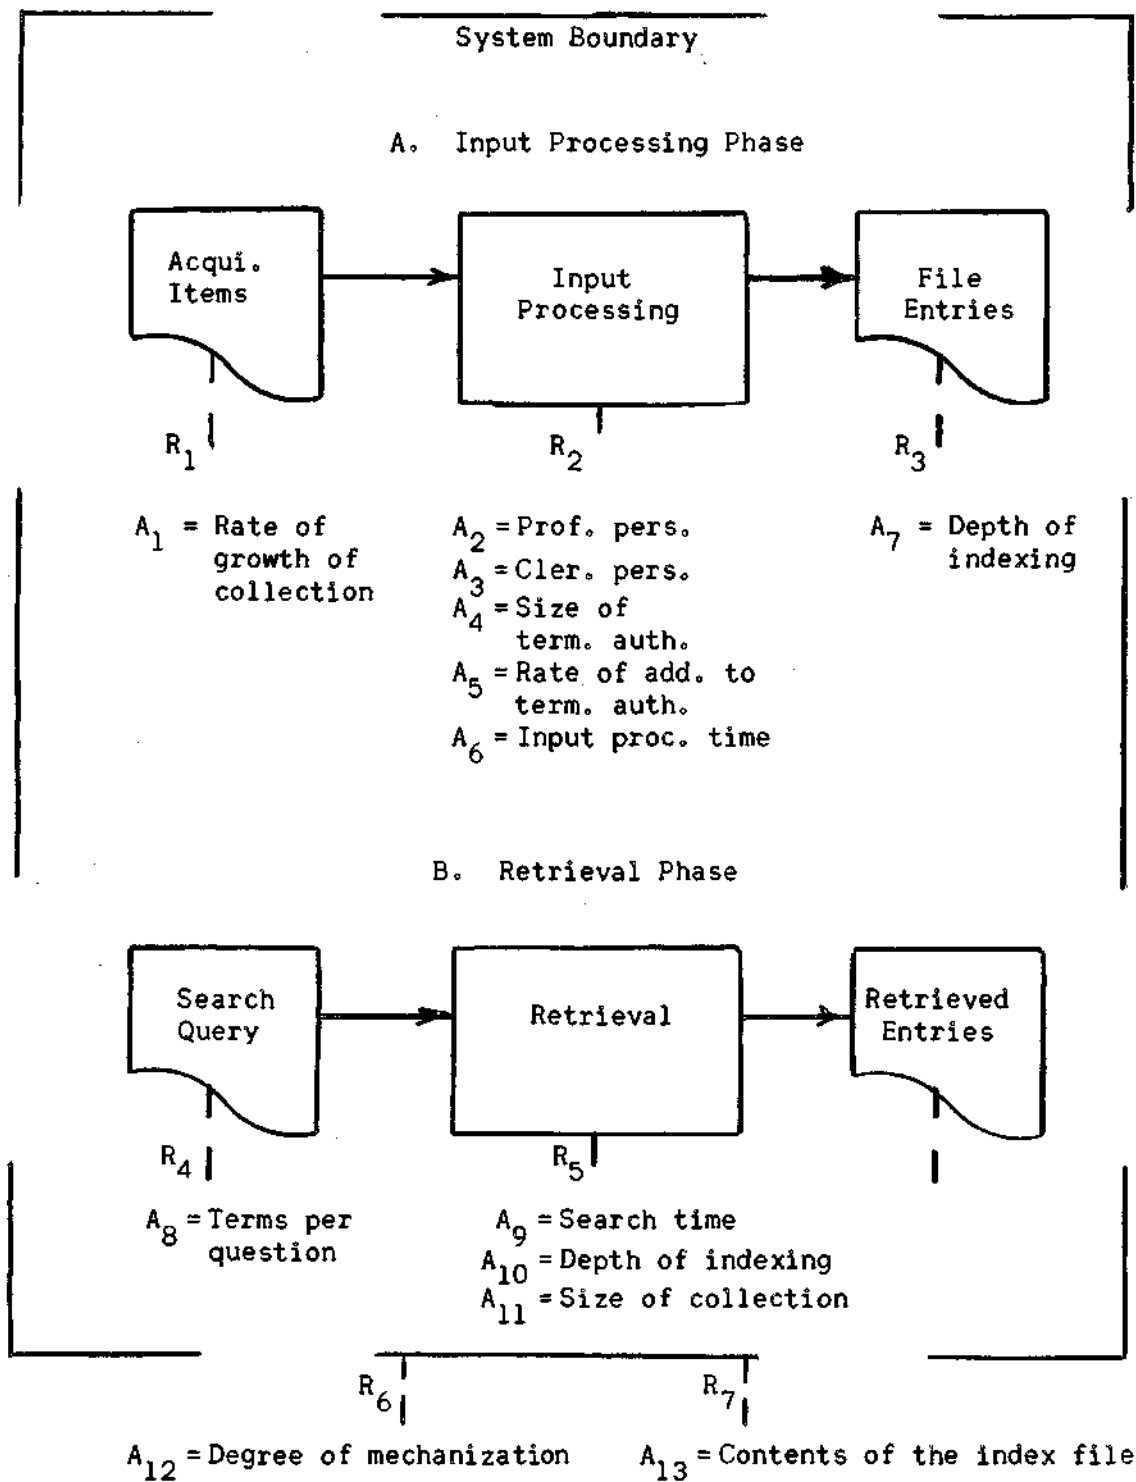 System Boundary
A. Input Processing Phase
Acqui.
Items
Input
Processing
File
Entries
R1
R2
R3
A1 = Rate of
growth of
collection
A2 = Prof. pers.
A3 = Cler. pers.
A4 = Size of
term. auth.
A5 = Rate of add. to
term. auth.
A6 = Input proc. time
A7 = Depth of
indexing
B. Retrieval Phase
Search
Query
Retrieval
Retrieved
Entries
R4
R5
A8 = Terms per
question
A9 = Search time
A10 = Depth of indexing
A11 = Size of collection
R6
R7
A12 = Degree of mechanization
A13 = Contents of the index file